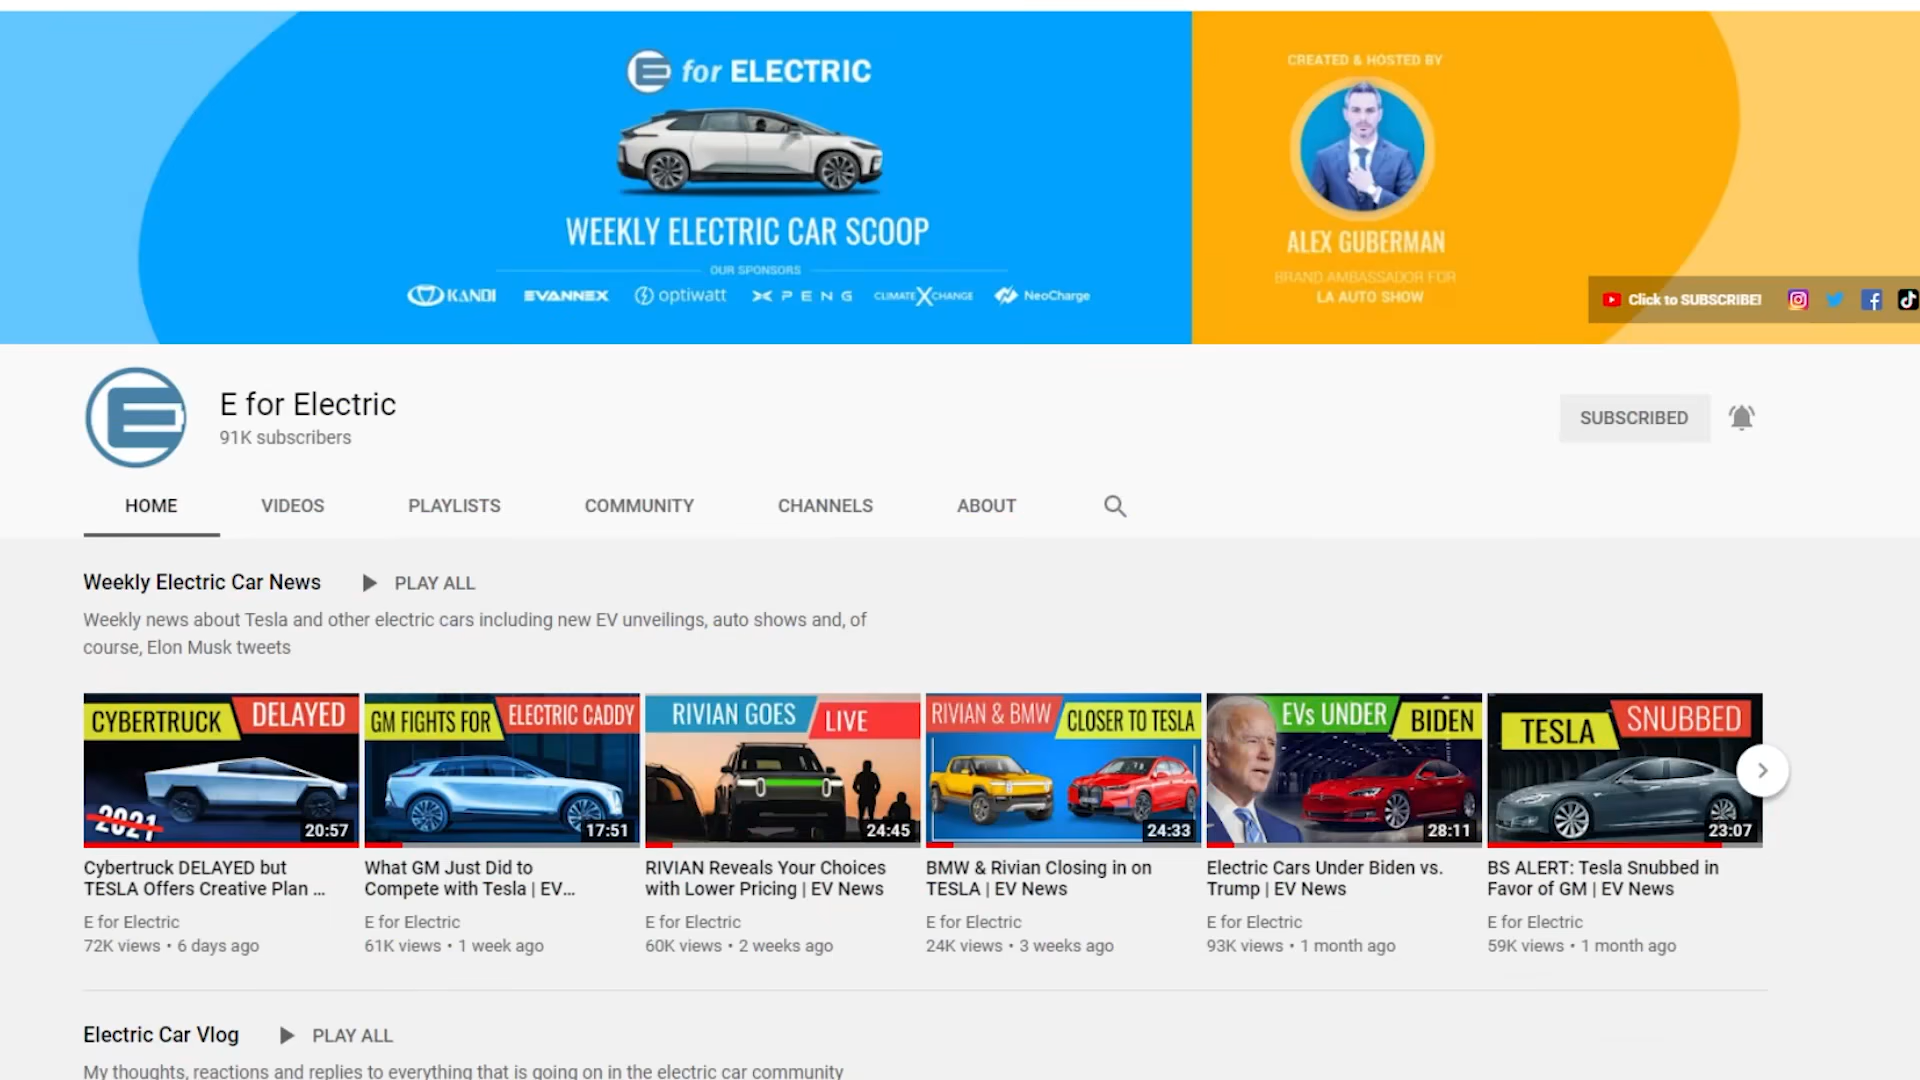 E for ELECTRIC
WEEKLY ELECTRIC CAR SCOOP
OUR SPONSORS
KANDI EVANNEX optiwatt XPENG CLIMATEXCHANGE NeoCharge
CREATED & HOSTED BY
ALEX GUBERMAN
BRAND AMBASSADOR FOR
LA AUTO SHOW
Click to SUBSCRIBE!
E for Electric
91K subscribers
SUBSCRIBED
HOME VIDEOS PLAYLISTS COMMUNITY CHANNELS ABOUT
Weekly Electric Car News PLAY ALL
Weekly news about Tesla and other electric cars including new EV unveilings, auto shows and, of
course, Elon Musk tweets
CYBERTRUCK DELAYED
2021
20:57
Cybertruck DELAYED but
TESLA Offers Creative Plan ...
E for Electric
72K views • 6 days ago
GM FIGHTS FOR ELECTRIC CADDY
17:51
What GM Just Did to
Compete with Tesla | EV...
E for Electric
61K views • 1 week ago
RIVIAN GOES LIVE
24:45
RIVIAN Reveals Your Choices
with Lower Pricing | EV News
E for Electric
60K views • 2 weeks ago
RIVIAN & BMW CLOSER TO TESLA
24:33
BMW & Rivian Closing in on
TESLA | EV News
E for Electric
24K views • 3 weeks ago
EVs UNDER BIDEN
28:11
Electric Cars Under Biden vs.
Trump | EV News
E for Electric
93K views • 1 month ago
TESLA SNUBBED
23:07
BS ALERT: Tesla Snubbed in
Favor of GM | EV News
E for Electric
59K views • 1 month ago
Electric Car Vlog PLAY ALL
My thoughts, reactions and replies to everything that is going on in the electric car community